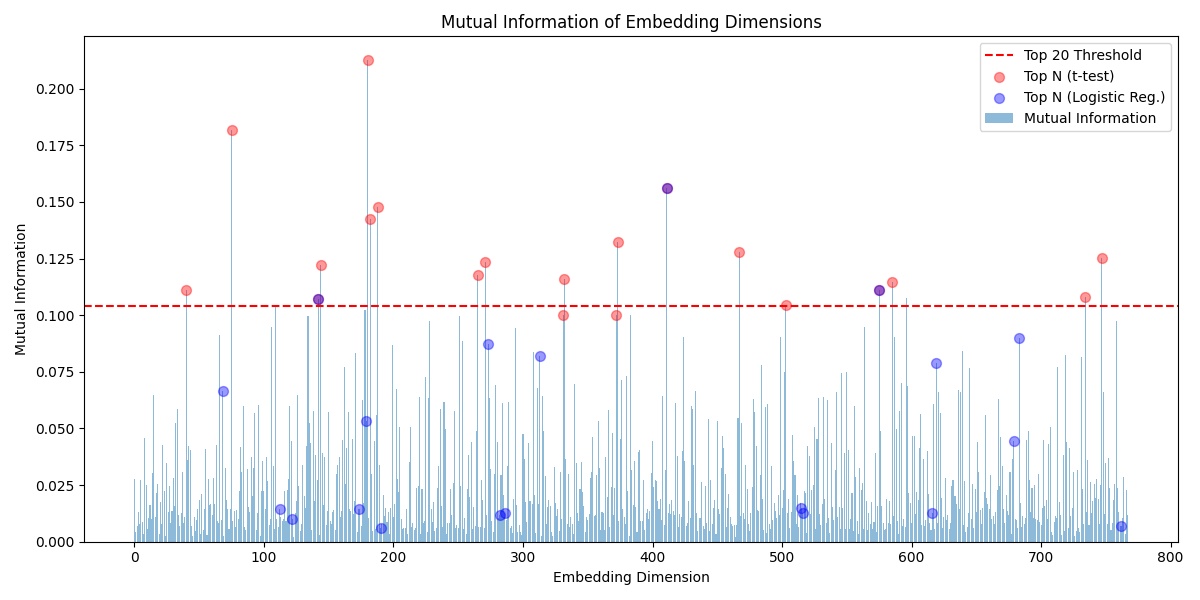 Mutual Information of Embedding Dimensions
Top 20 Threshold
Top N (t-test)
Top N (Logistic Reg.)
Mutual Information
Mutual Information
0.200
0.175
0.150
0.125
0.100
0.075
0.050
0.025
0.000
0 100 200 300 400 500 600 700 800
Embedding Dimension